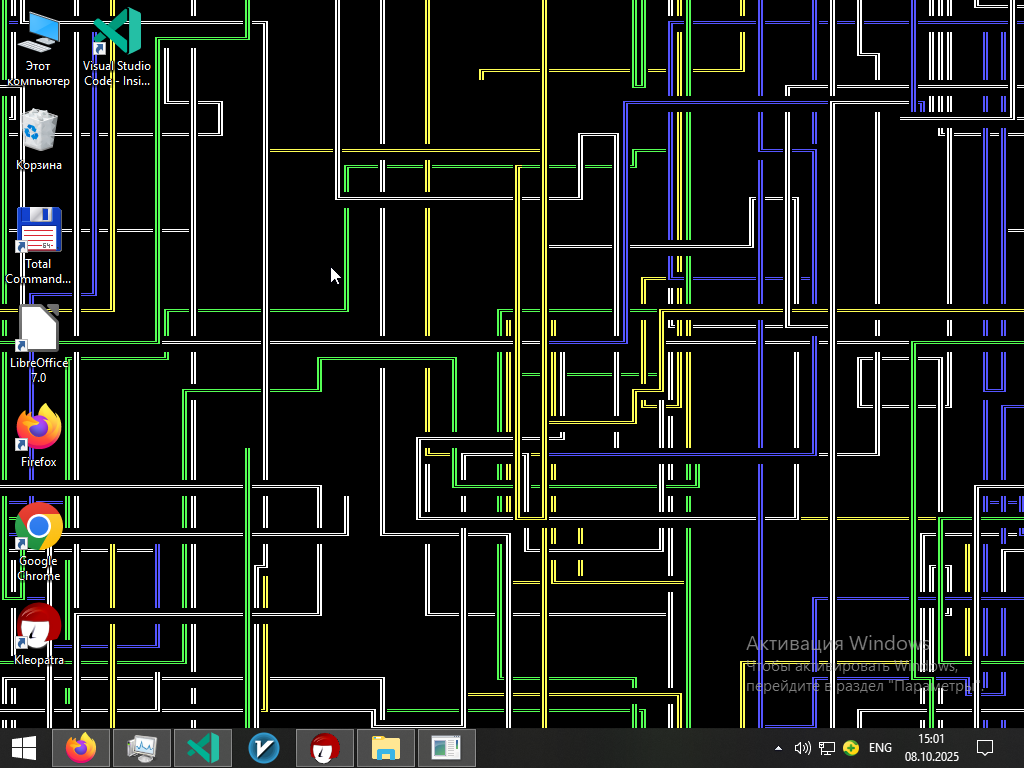 Этот
компьютер
Visual Studio
Code - Insi...
Корзина
Total
Command...
LibreOffice
7.0
Firefox
Google
Chrome
Kleopatra
Активация Windows
Чтобы активировать Windows,
перейдите в раздел "Параметры".
ENG
15:01
08.10.2025